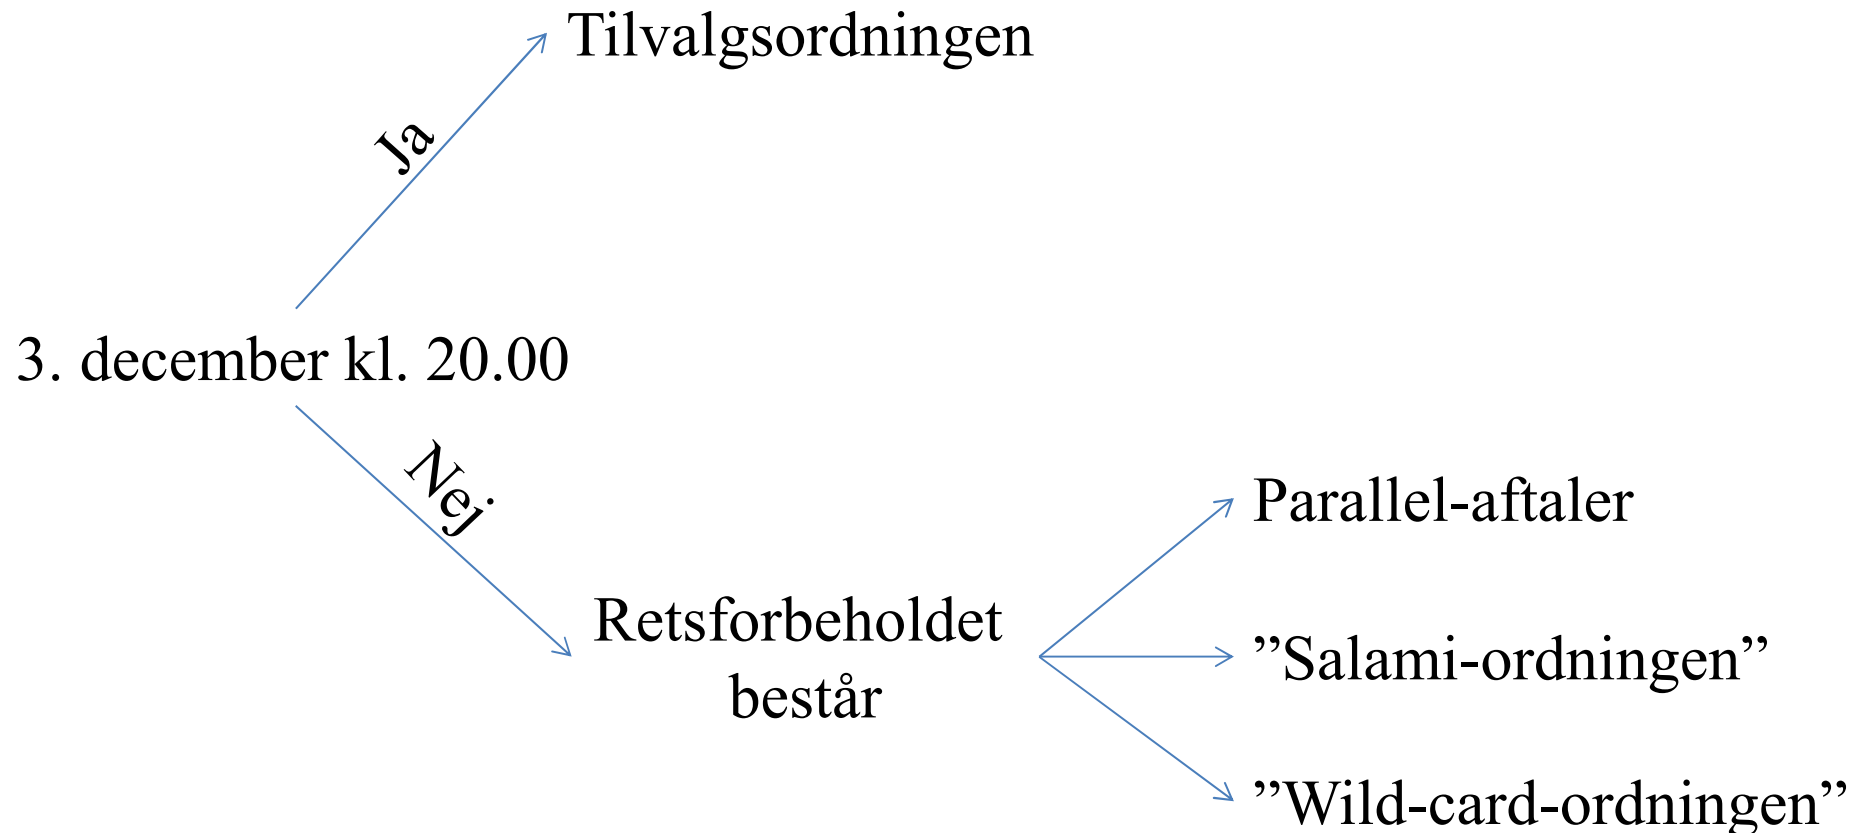 Tilvalgsordningen
Ja
3. december kl. 20.00
Nej
Parallel-aftaler
Retsforbeholdet
består
”Salami-ordningen”
”Wild-card-ordningen”